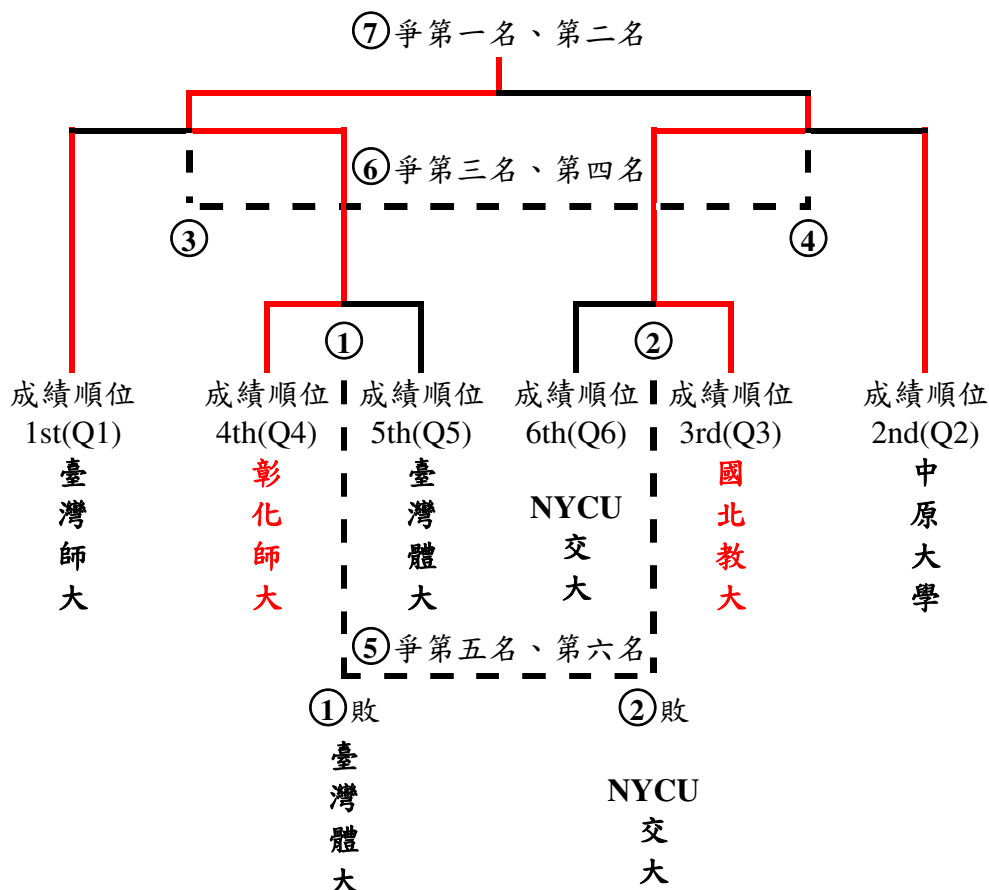 ⑦爭第一名、第二名
⑥爭第三名、第四名
③
④
①
②
成績順位
1st(Q1)
臺灣師大
成績順位
4th(Q4)
彰化師大
成績順位
5th(Q5)
臺灣體大
成績順位
6th(Q6)
NYCU
交大
成績順位
3rd(Q3)
國北教大
成績順位
2nd(Q2)
中原大學
⑤爭第五名、第六名
①敗
臺灣體大
②敗
NYCU
交大